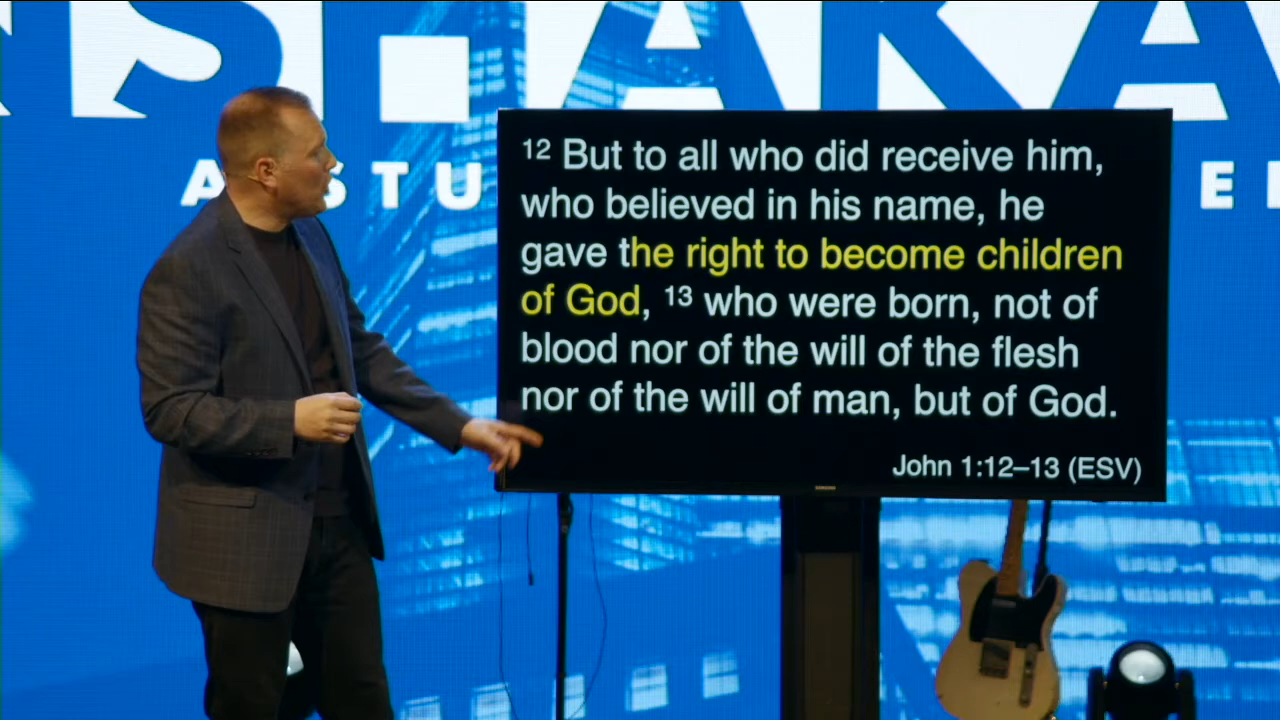 A STU
¹² But to all who did receive him,
who believed in his name, he
gave the right to become children
of God, ¹³ who were born, not of
blood nor of the will of the flesh
nor of the will of man, but of God.
John 1:12–13 (ESV)
SAMSUNG